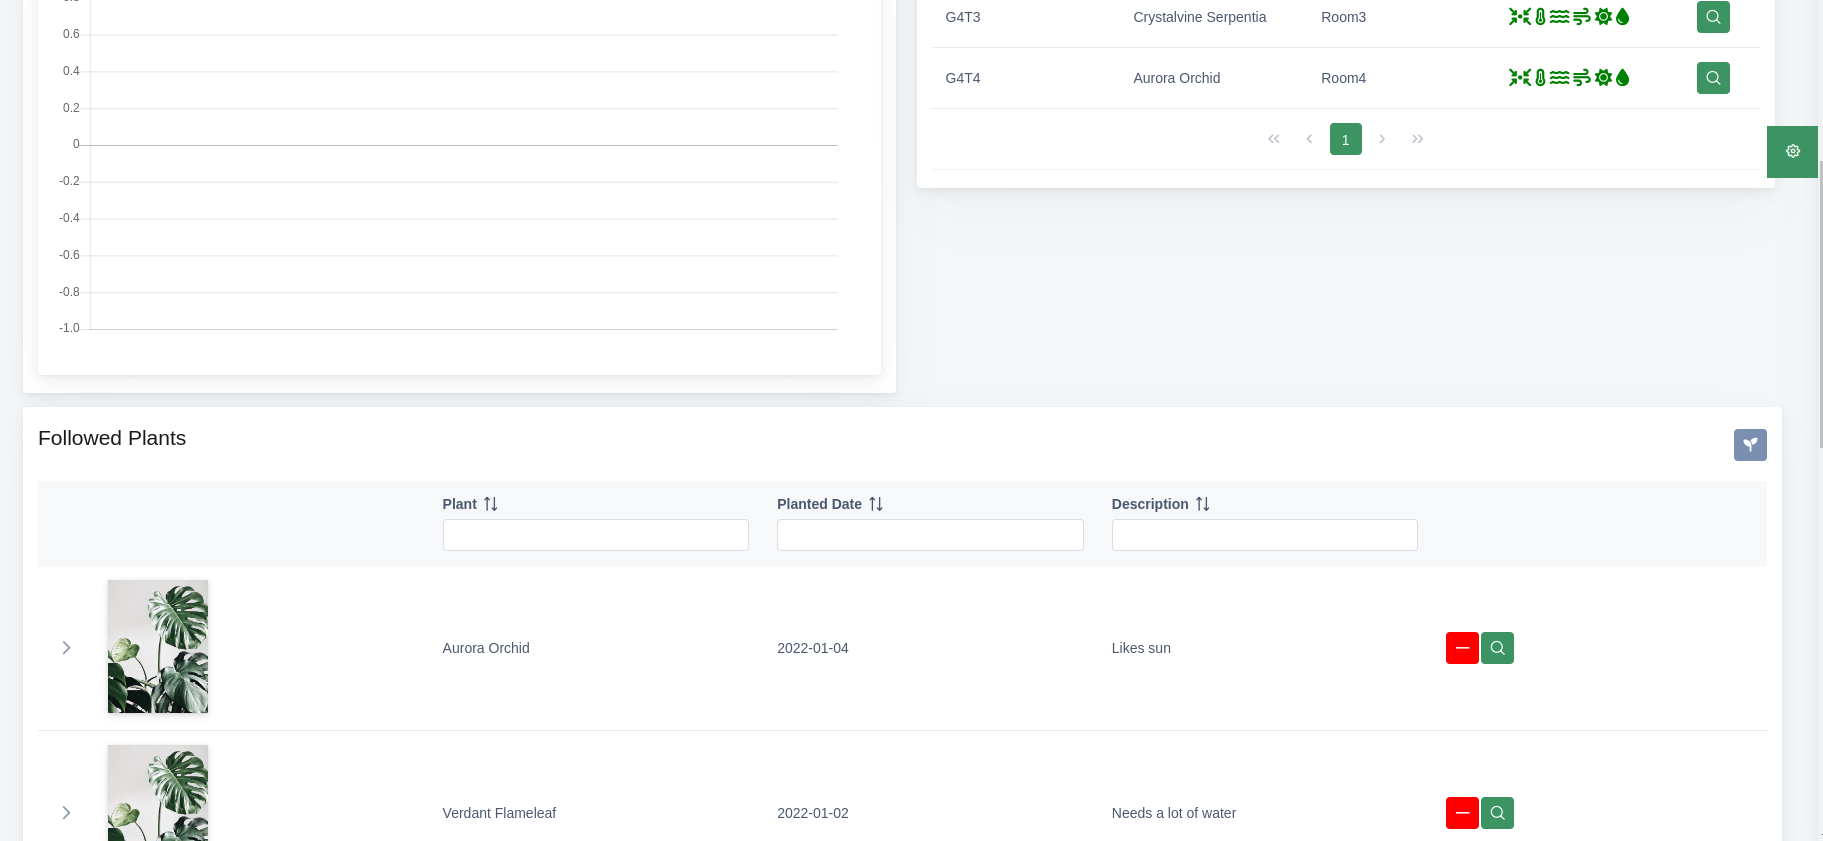 0.6
0.4
0.2
0
-0.2
-0.4
-0.6
-0.8
-1.0
G4T3 Crystalvine Serpentia Room3
G4T4 Aurora Orchid Room4
1
Followed Plants
Plant Planted Date Description
Aurora Orchid 2022-01-04 Likes sun
Verdant Flameleaf 2022-01-02 Needs a lot of water